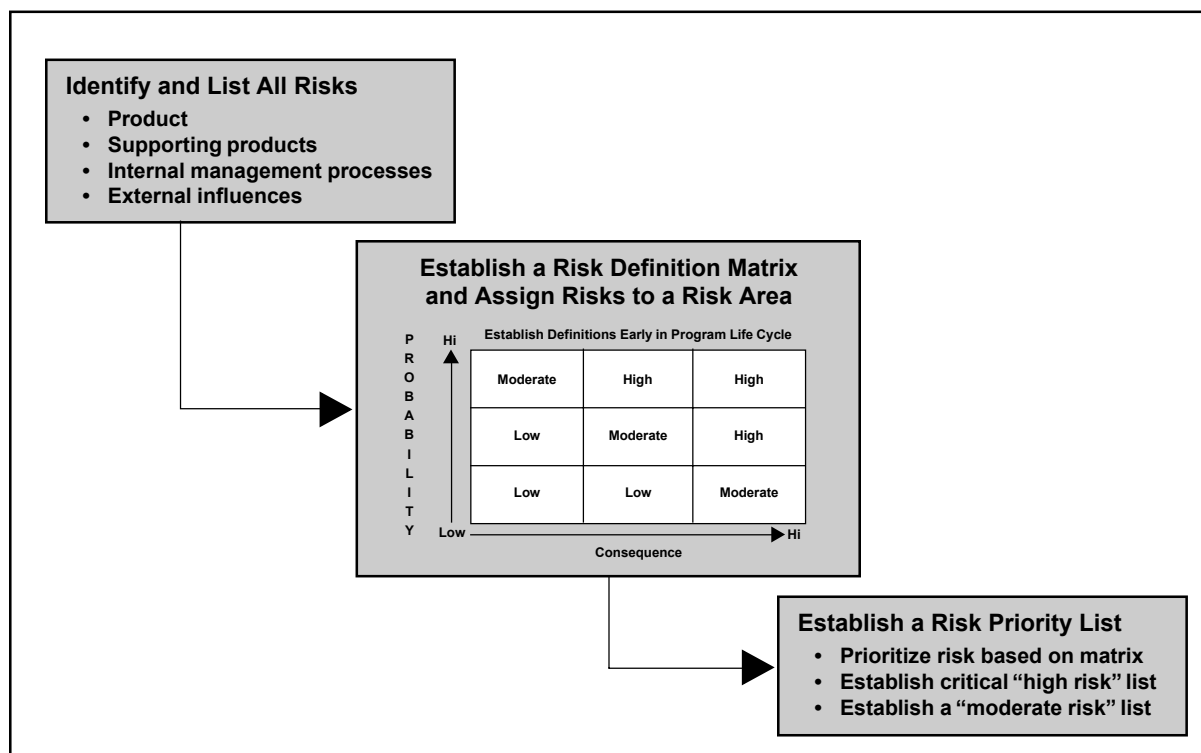 Identify and List All Risks
• Product
• Supporting products
• Internal management processes
• External influences
Establish a Risk Definition Matrix
and Assign Risks to a Risk Area
Establish Definitions Early in Program Life Cycle
PROBABILITY
Hi
Moderate High High
Low Moderate High
Low Low Moderate
Low Hi
Consequence
Establish a Risk Priority List
• Prioritize risk based on matrix
• Establish critical “high risk” list
• Establish a “moderate risk” list